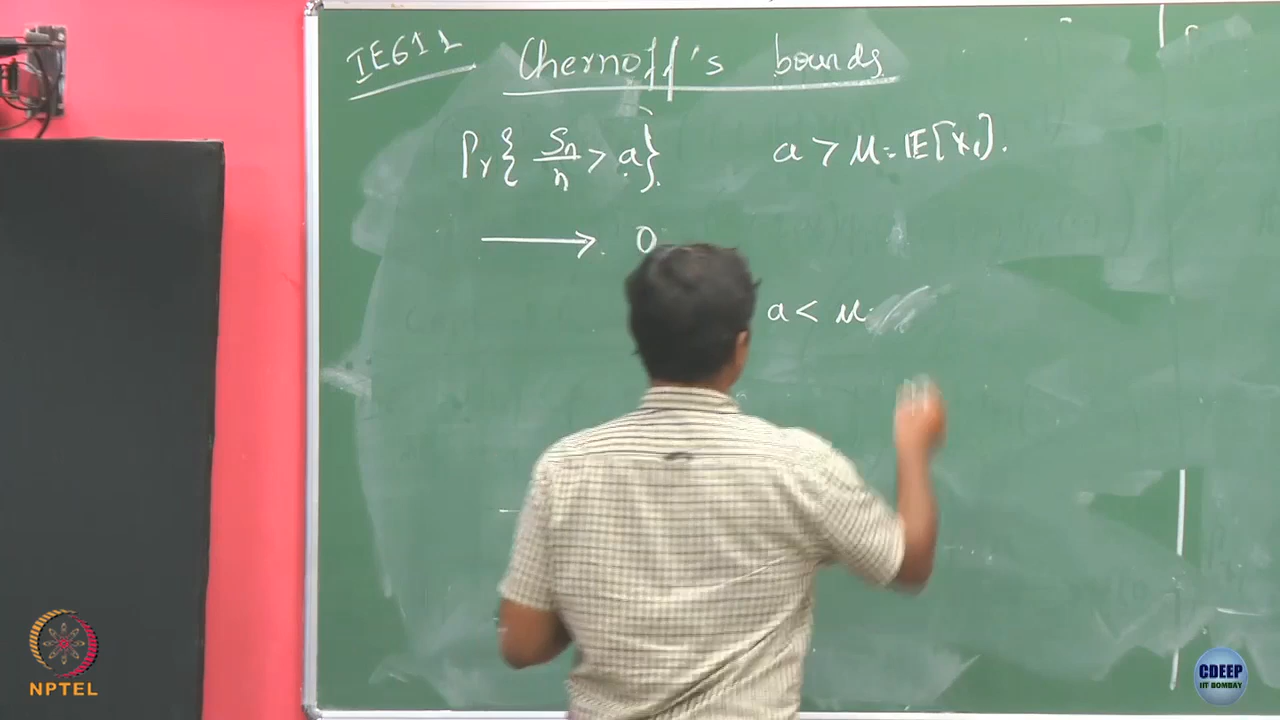 IE611
Chernoff's bounds
Pr{ Sn/n > a}   a > μ = 𝔼[X₁].
⟶ 0
a < μ
NPTEL
CDEEP
IIT BOMBAY